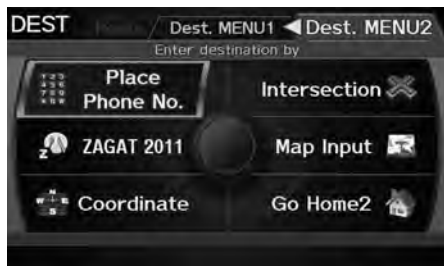 DEST
Dest. MENU1 Dest. MENU2
Enter destination by
Place
Phone No.
Intersection
ZAGAT 2011
Map Input
Coordinate
Go Home2